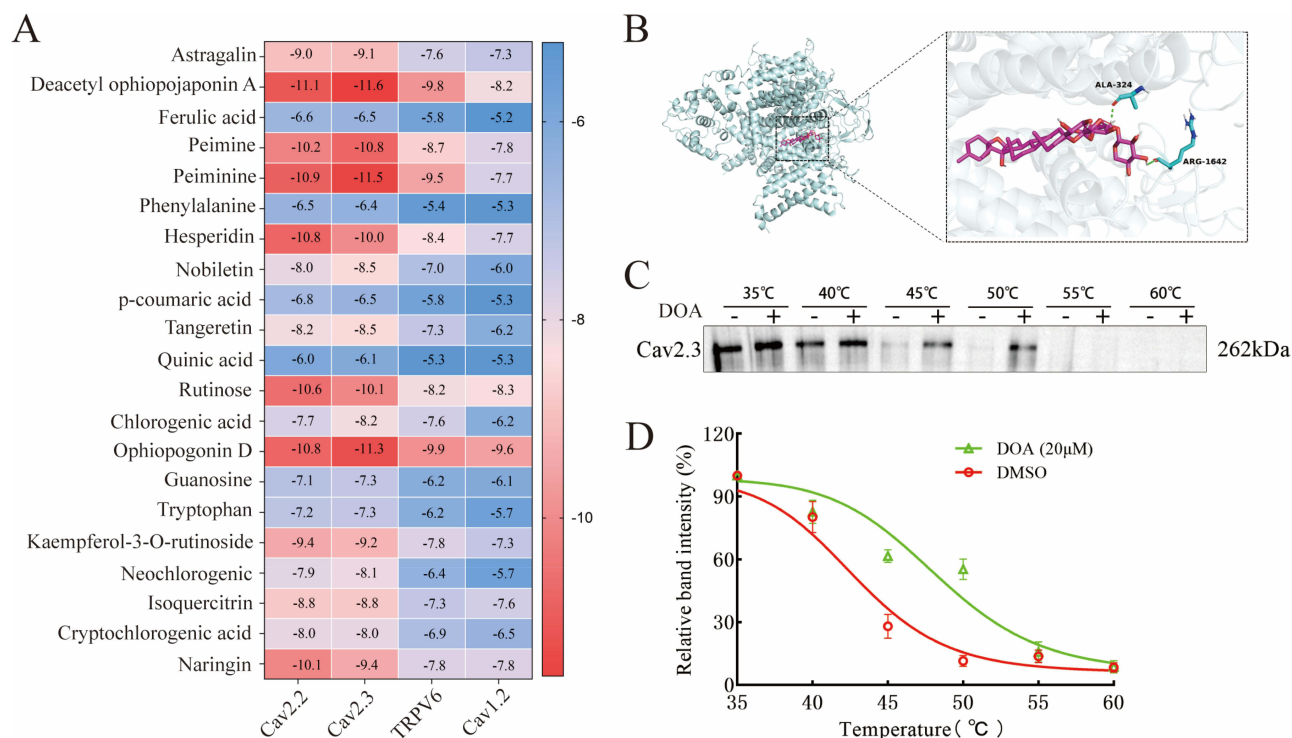 A
Astragalin -9.0 -9.1 -7.6 -7.3
Deacetyl ophiopojaponin A -11.1 -11.6 -9.8 -8.2
Ferulic acid -6.6 -6.5 -5.8 -5.2
Peimine -10.2 -10.8 -8.7 -7.8
Peiminine -10.9 -11.5 -9.5 -7.7
Phenylalanine -6.5 -6.4 -5.4 -5.3
Hesperidin -10.8 -10.0 -8.4 -7.7
Nobiletin -8.0 -8.5 -7.0 -6.0
p-coumaric acid -6.8 -6.5 -5.8 -5.3
Tangeretin -8.2 -8.5 -7.3 -6.2
Quinic acid -6.0 -6.1 -5.3 -5.3
Rutinose -10.6 -10.1 -8.2 -8.3
Chlorogenic acid -7.7 -8.2 -7.6 -6.2
Ophiopogonin D -10.8 -11.3 -9.9 -9.6
Guanosine -7.1 -7.3 -6.2 -6.1
Tryptophan -7.2 -7.3 -6.2 -5.7
Kaempferol-3-O-rutinoside -9.4 -9.2 -7.8 -7.3
Neochlorogenic -7.9 -8.1 -6.4 -5.7
Isoquercitrin -8.8 -8.8 -7.3 -7.6
Cryptochlorogenic acid -8.0 -8.0 -6.9 -6.5
Naringin -10.1 -9.4 -7.8 -7.8
Cav2.2 Cav2.3 TRPV6 Cav1.2
-6
-8
-10
B
ALA-324
ARG-1642
C
35℃ 40℃ 45℃ 50℃ 55℃ 60℃
DOA - + - + - + - + - + - +
Cav2.3 262kDa
D
Relative band intensity (%)
120
90
60
30
0
DOA (20μM)
DMSO
35 40 45 50 55 60
Temperature( ℃)